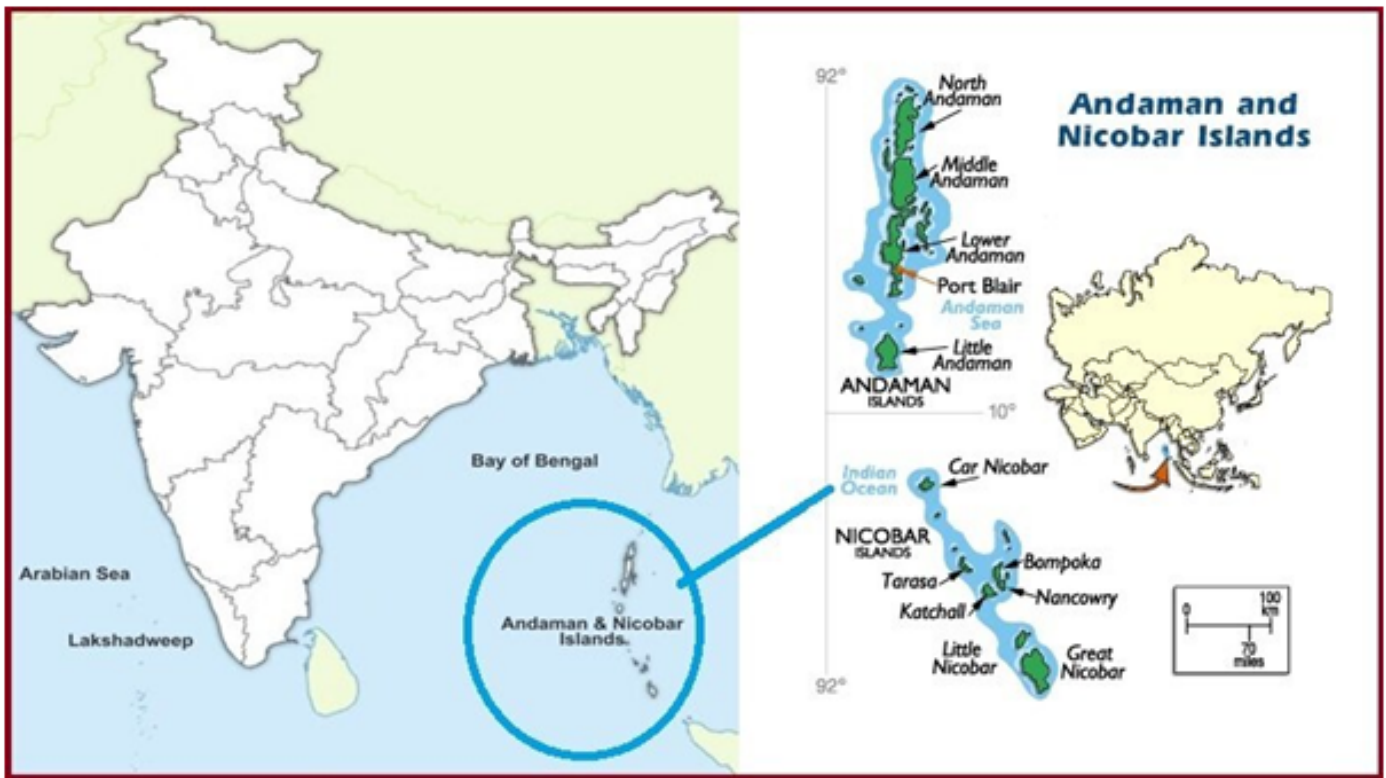 Bay of Bengal
Arabian Sea
Lakshadweep
Andaman & Nicobar
Islands
Andaman and
Nicobar Islands
92°
North
Andaman
Middle
Andaman
Lower
Andaman
Port Blair
Andaman
Sea
Little
Andaman
ANDAMAN
ISLANDS
10°
Indian
Ocean
Car Nicobar
NICOBAR
ISLANDS
Bompoka
Tarasa
Nancowry
Katchall
Little
Nicobar
Great
Nicobar
92°
0
100
km
70
miles